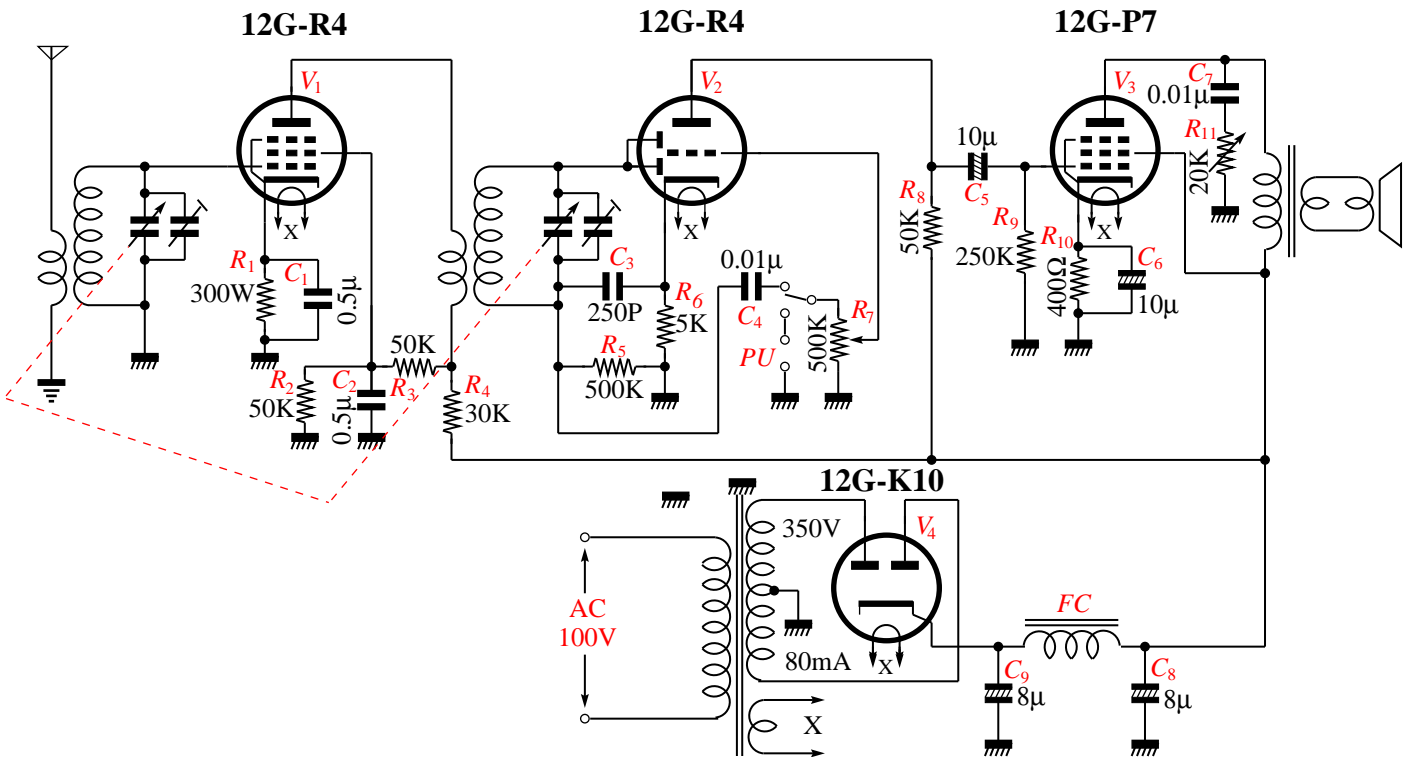 12G-R4
12G-R4
12G-P7
V1
V2
V3
C7
0.01μ
R11
20K
10μ
C5
R8
50K
R9
250K
R10
400Ω
C6
10μ
X
X
X
R1
300W
C1
0.5μ
C3
250P
R6
5K
0.01μ
C4
R7
500K
PU
50K
R3
R2
50K
C2
0.5μ
R4
30K
R5
500K
12G-K10
350V
V4
AC
100V
80mA
X
FC
C9
8μ
C8
8μ
X